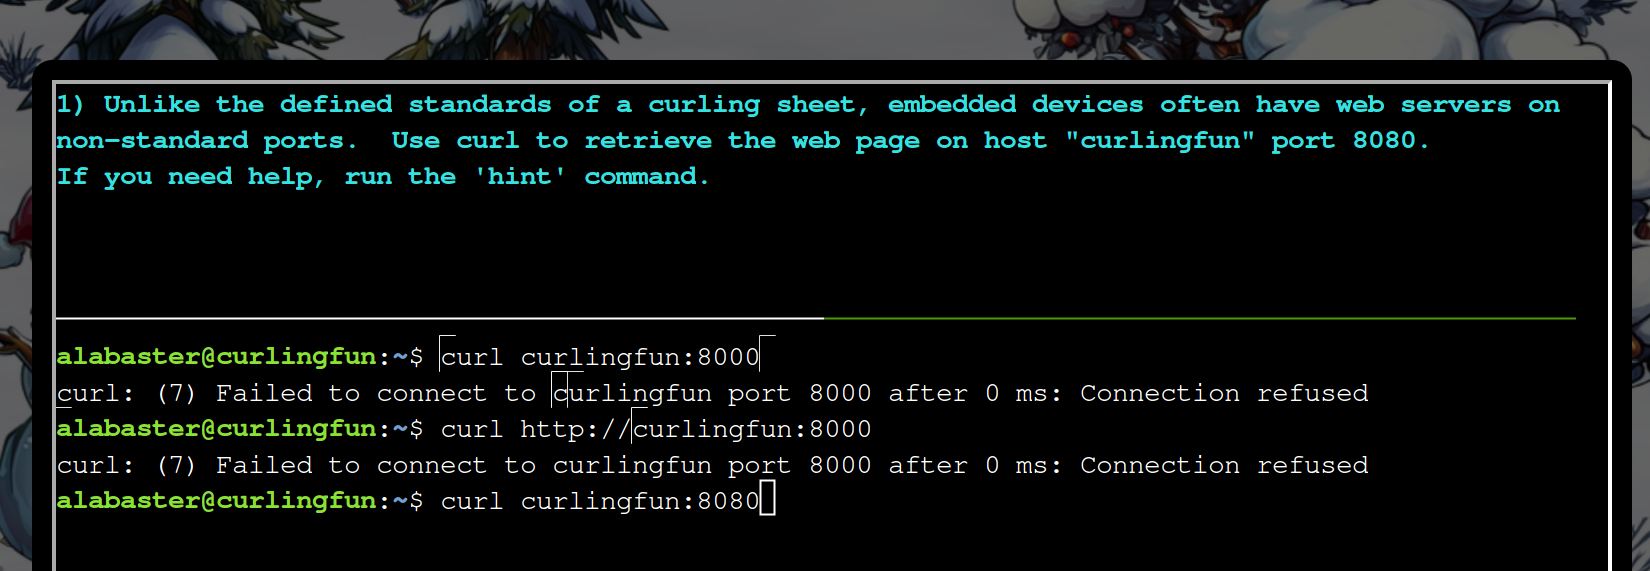 1) Unlike the defined standards of a curling sheet, embedded devices often have web servers on
non-standard ports.  Use curl to retrieve the web page on host "curlingfun" port 8080.
If you need help, run the 'hint' command.
alabaster@curlingfun:~$ curl curlingfun:8000
curl: (7) Failed to connect to curlingfun port 8000 after 0 ms: Connection refused
alabaster@curlingfun:~$ curl http://curlingfun:8000
curl: (7) Failed to connect to curlingfun port 8000 after 0 ms: Connection refused
alabaster@curlingfun:~$ curl curlingfun:8080